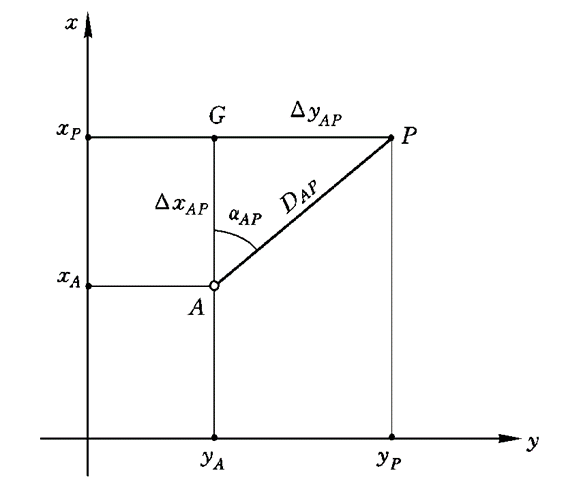 x
G
Δy_AP
x_P
P
Δx_AP
α_AP
D_AP
x_A
A
y
y_A
y_P